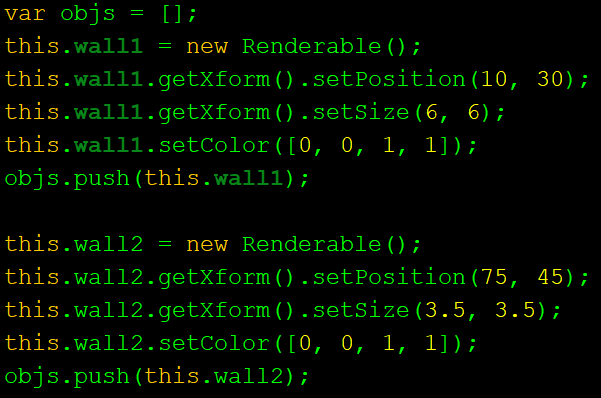 var objs = [];
this.wall1 = new Renderable();
this.wall1.getXform().setPosition(10, 30);
this.wall1.getXform().setSize(6, 6);
this.wall1.setColor([0, 0, 1, 1]);
objs.push(this.wall1);

this.wall2 = new Renderable();
this.wall2.getXform().setPosition(75, 45);
this.wall2.getXform().setSize(3.5, 3.5);
this.wall2.setColor([0, 0, 1, 1]);
objs.push(this.wall2);